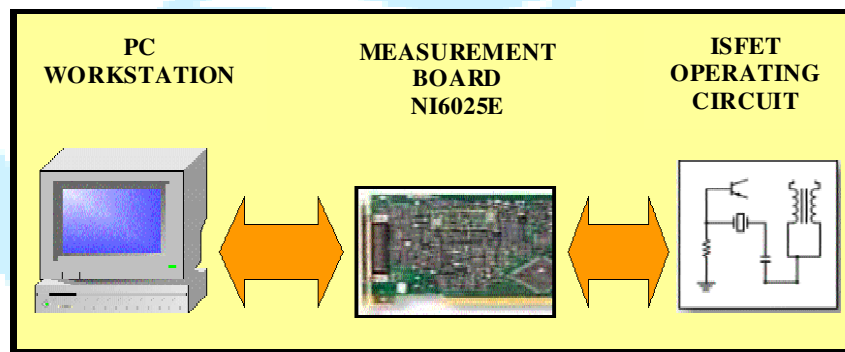 PC
WORKSTATION
MEASUREMENT
BOARD
NI6025E
ISFET
OPERATING
CIRCUIT